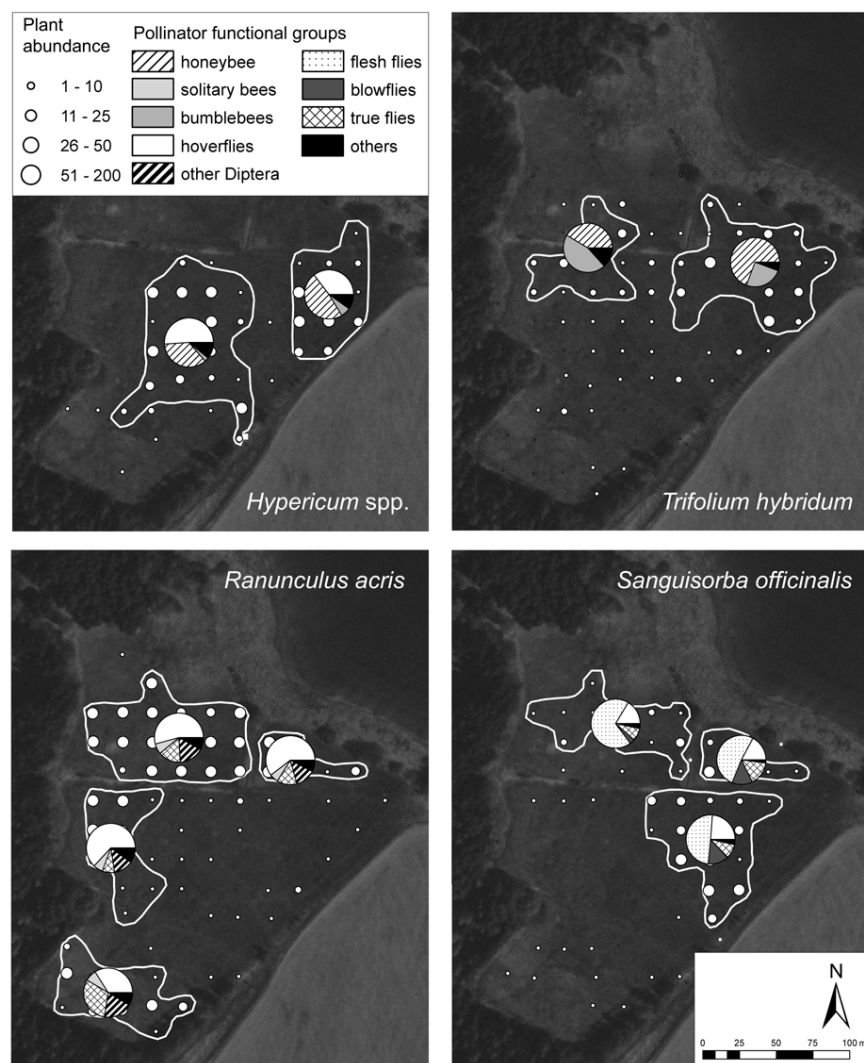 Plant
abundance
1 - 10
11 - 25
26 - 50
51 - 200
Pollinator functional groups
honeybee
solitary bees
bumblebees
hoverflies
other Diptera
flesh flies
blowflies
true flies
others
Hypericum spp.
Trifolium hybridum
Ranunculus acris
Sanguisorba officinalis
N
0 25 50 75 100 m